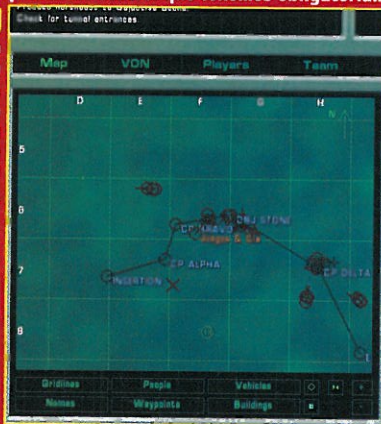 Check for tunnel entrances
Map VON Players Team
D E F G H
N
5
6
OBJ STONE
CP BRAVO
CP ALPHA
7
CP DELTA
INSERTION
8
Gridlines People Vehicles
Names Waypoints Buildings